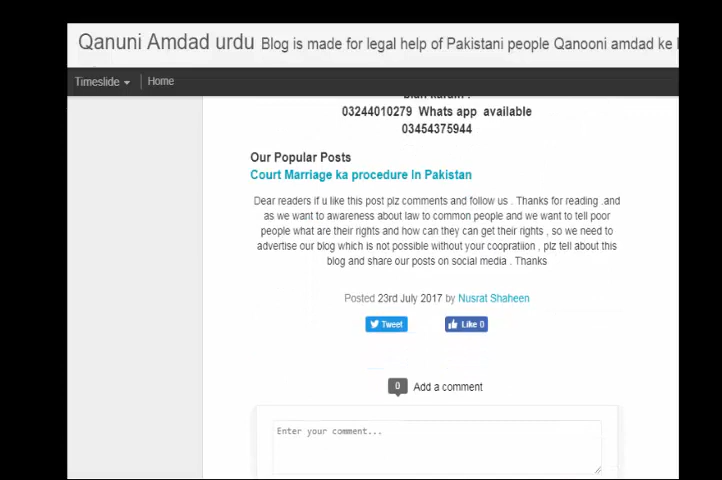 Qanuni Amdad urdu Blog is made for legal help of Pakistani people Qanooni amdad ke
Timeslide Home
03244010279 Whats app available
03454375944
Our Popular Posts
Court Marriage ka procedure In Pakistan
Dear readers if u like this post plz comments and follow us . Thanks for reading .and
as we want to awareness about law to common people and we want to tell poor
people what are their rights and how can they can get their rights , so we need to
advertise our blog which is not possible without your coopratiion , plz tell about this
blog and share our posts on social media . Thanks
Posted 23rd July 2017 by Nusrat Shaheen
Tweet Like 0
0 Add a comment
Enter your comment...